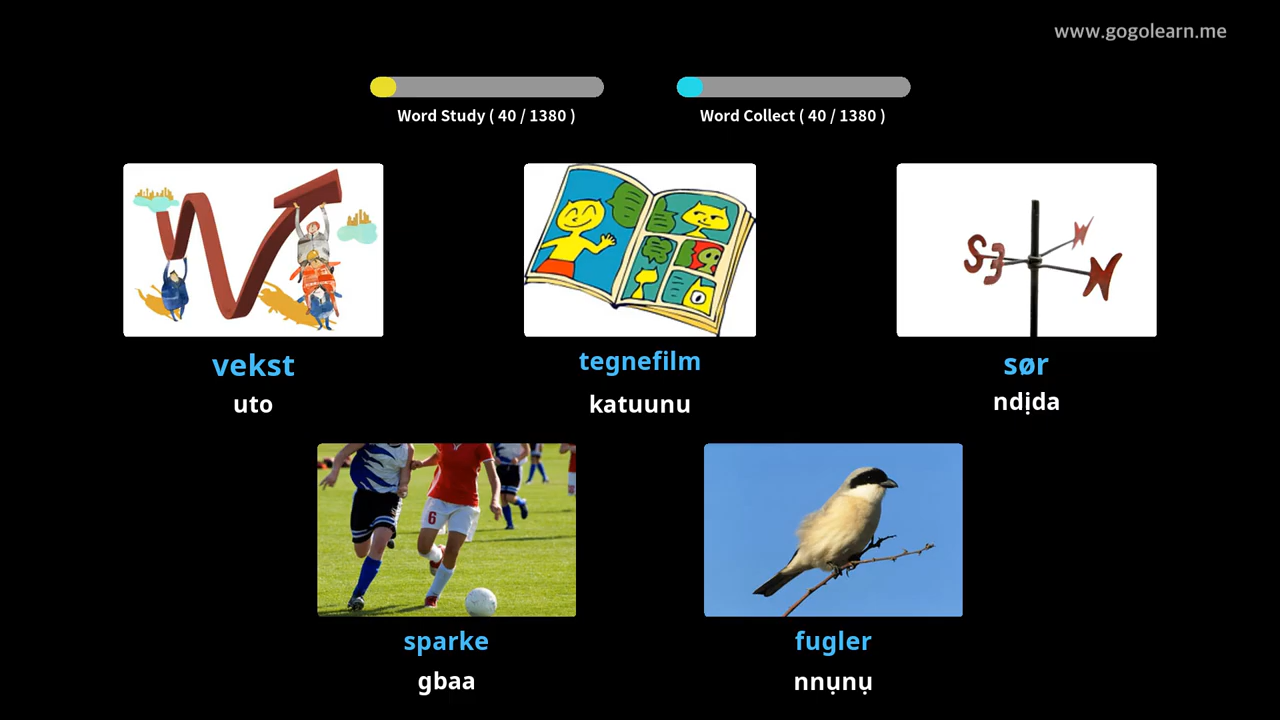 www.gogolearn.me
Word Study ( 40 / 1380 )
Word Collect ( 40 / 1380 )
vekst
uto
tegnefilm
katuunu
sør
ndịda
sparke
gbaa
fugler
nnụnụ